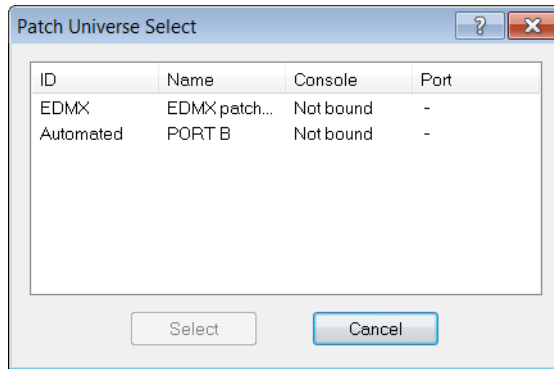 Patch Universe Select
ID Name Console Port
EDMX EDMX patch... Not bound -
Automated PORT B Not bound -
Select Cancel